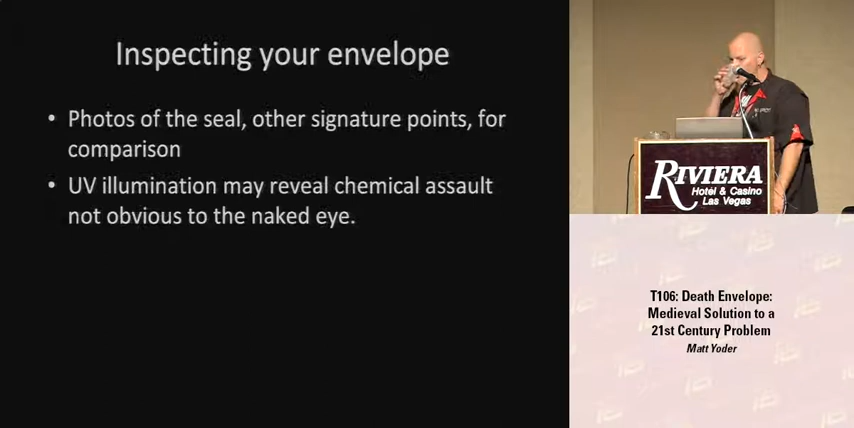 Inspecting your envelope
• Photos of the seal, other signature points, for
comparison
• UV illumination may reveal chemical assault
not obvious to the naked eye.
RIVIERA
Hotel & Casino
Las Vegas
T106: Death Envelope:
Medieval Solution to a
21st Century Problem
Matt Yoder